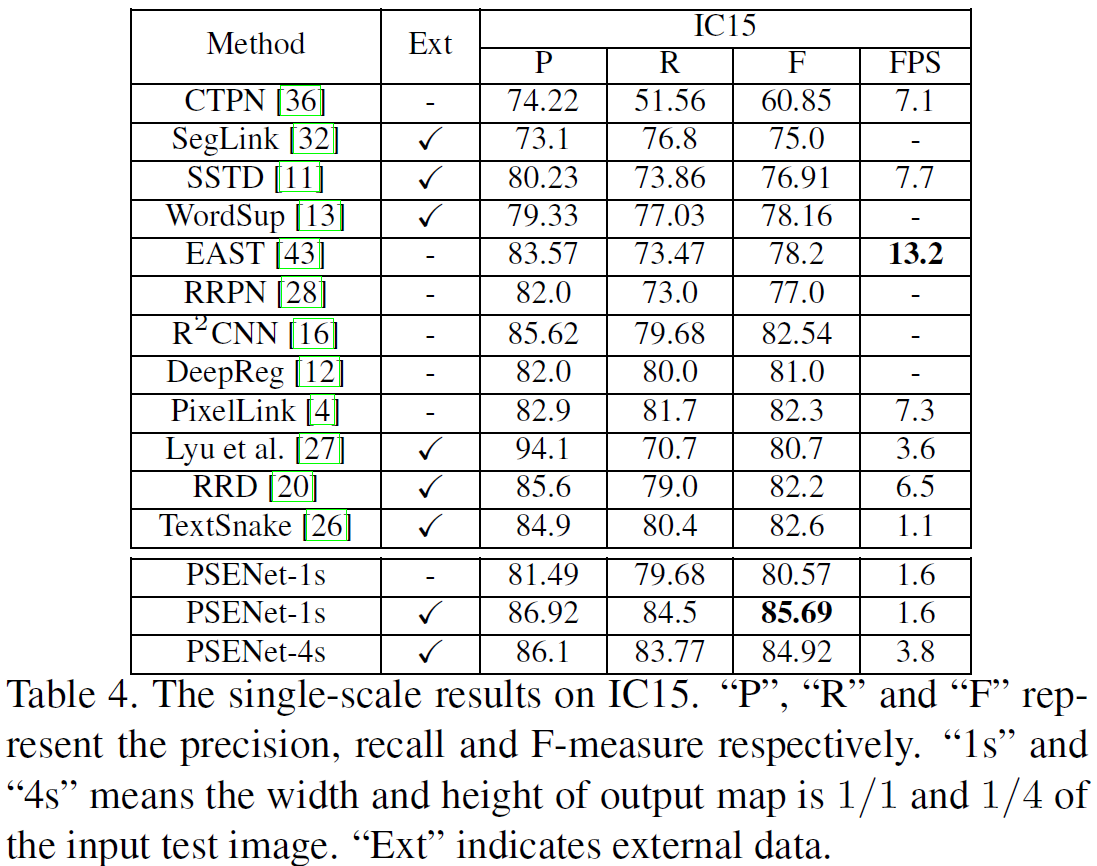 Method Ext IC15
P R F FPS
CTPN [36] - 74.22 51.56 60.85 7.1
SegLink [32] ✓ 73.1 76.8 75.0 -
SSTD [11] ✓ 80.23 73.86 76.91 7.7
WordSup [13] ✓ 79.33 77.03 78.16 -
EAST [43] - 83.57 73.47 78.2 13.2
RRPN [28] - 82.0 73.0 77.0 -
R²CNN [16] - 85.62 79.68 82.54 -
DeepReg [12] - 82.0 80.0 81.0 -
PixelLink [4] - 82.9 81.7 82.3 7.3
Lyu et al. [27] ✓ 94.1 70.7 80.7 3.6
RRD [20] ✓ 85.6 79.0 82.2 6.5
TextSnake [26] ✓ 84.9 80.4 82.6 1.1
PSENet-1s - 81.49 79.68 80.57 1.6
PSENet-1s ✓ 86.92 84.5 85.69 1.6
PSENet-4s ✓ 86.1 83.77 84.92 3.8
Table 4. The single-scale results on IC15. “P”, “R” and “F” rep-
resent the precision, recall and F-measure respectively. “1s” and
“4s” means the width and height of output map is 1/1 and 1/4 of
the input test image. “Ext” indicates external data.